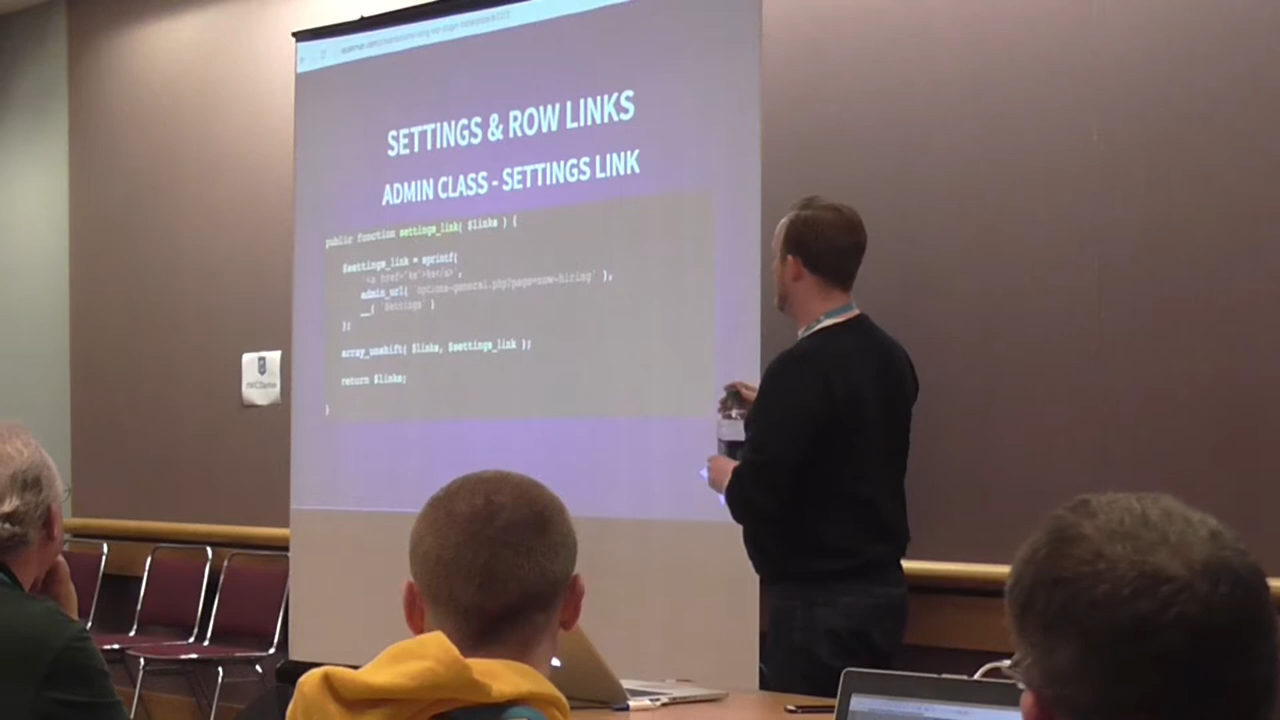 SETTINGS & ROW LINKS
ADMIN CLASS - SETTINGS LINK
public function settings_link( $links ) {
$settings_link = sprintf(
'<a href="%s">%s</a>',
admin_url( 'options-general.php?page=now-hiring' ),
__( 'Settings' )
);
array_unshift( $links, $settings_link );
return $links;
}